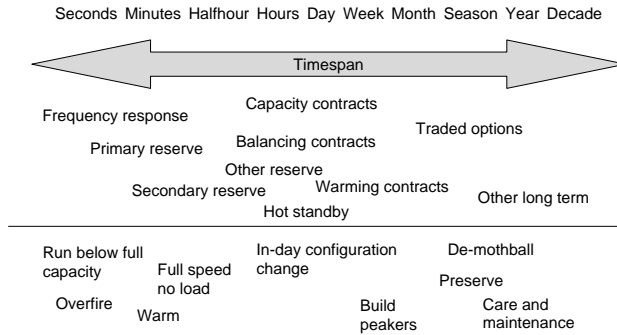 Seconds Minutes Halfhour Hours Day Week Month Season Year Decade
Timespan
Capacity contracts
Frequency response
Traded options
Balancing contracts
Primary reserve
Other reserve
Secondary reserve
Warming contracts
Other long term
Hot standby
Run below full
capacity
In-day configuration
change
De-mothball
Full speed
no load
Preserve
Overfire
Warm
Build
peakers
Care and
maintenance